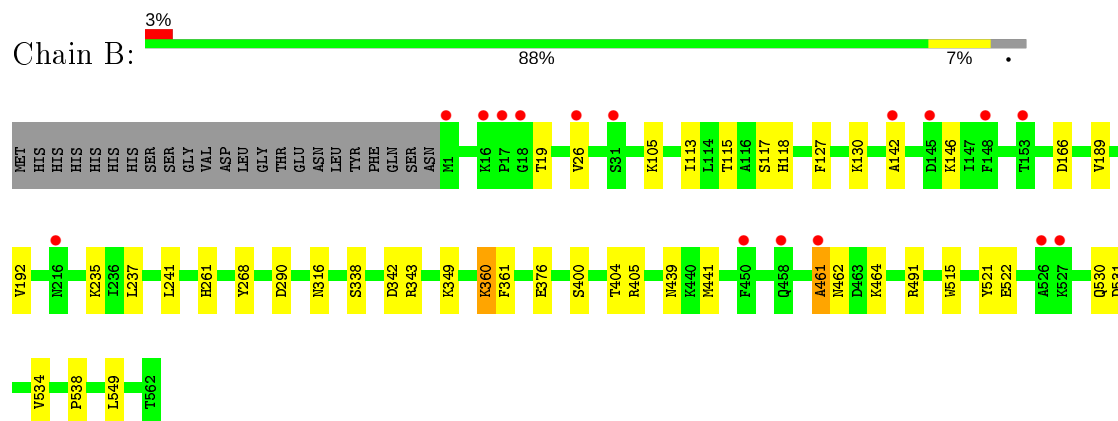 3%
Chain B:
88% 7% •
MET HIS HIS HIS HIS HIS HIS SER SER GLY VAL ASP LEU GLY THR GLU ASN LEU TYR PHE GLN SER ASN M1 K16 P17 G18 T19 V26 S31 K105 I113 L114 T115 A116 S117 H118 F127 K130 A142 D145 K146 I147 F148 T153 D166 V189
V192 N216 K235 I236 L237 L241 H261 Y268 D290 N316 S338 D342 R343 K349 K360 F361 E376 S400 T404 R405 N439 K440 M441 F450 Q458 A461 N462 D463 K464 R491 W515 Y521 E522 A526 K527 Q530 D531
V534 P538 L549 T562